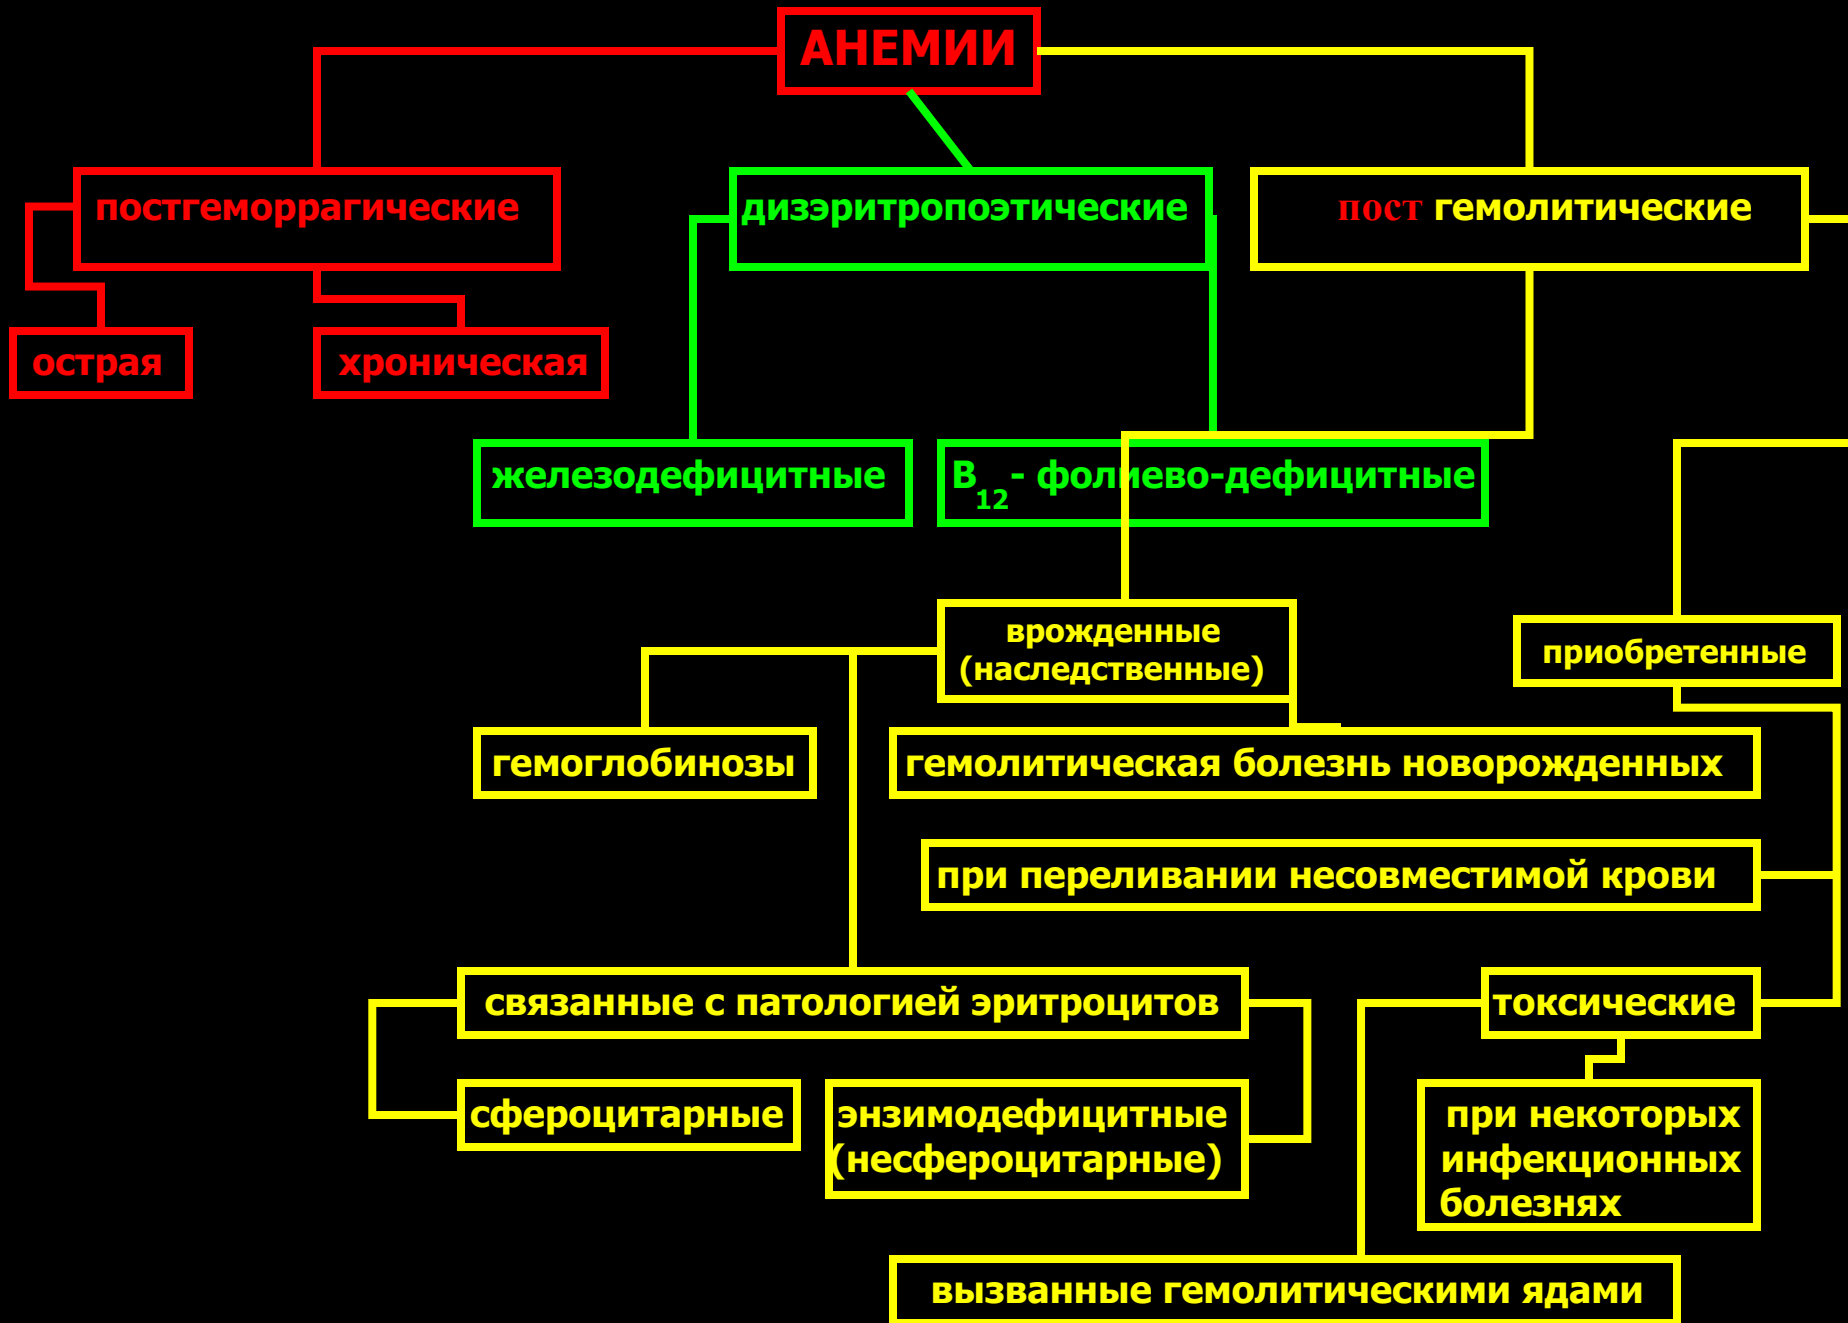 АНЕМИИ
постгеморрагические
дизэритропоэтические
пост гемолитические
острая
хроническая
железодефицитные
В12- фолиево-дефицитные
врожденные
(наследственные)
приобретенные
гемоглобинозы
гемолитическая болезнь новорожденных
при переливании несовместимой крови
связанные с патологией эритроцитов
токсические
сфероцитарные
энзимодефицитные
(несфероцитарные)
при некоторых
инфекционных
болезнях
вызванные гемолитическими ядами